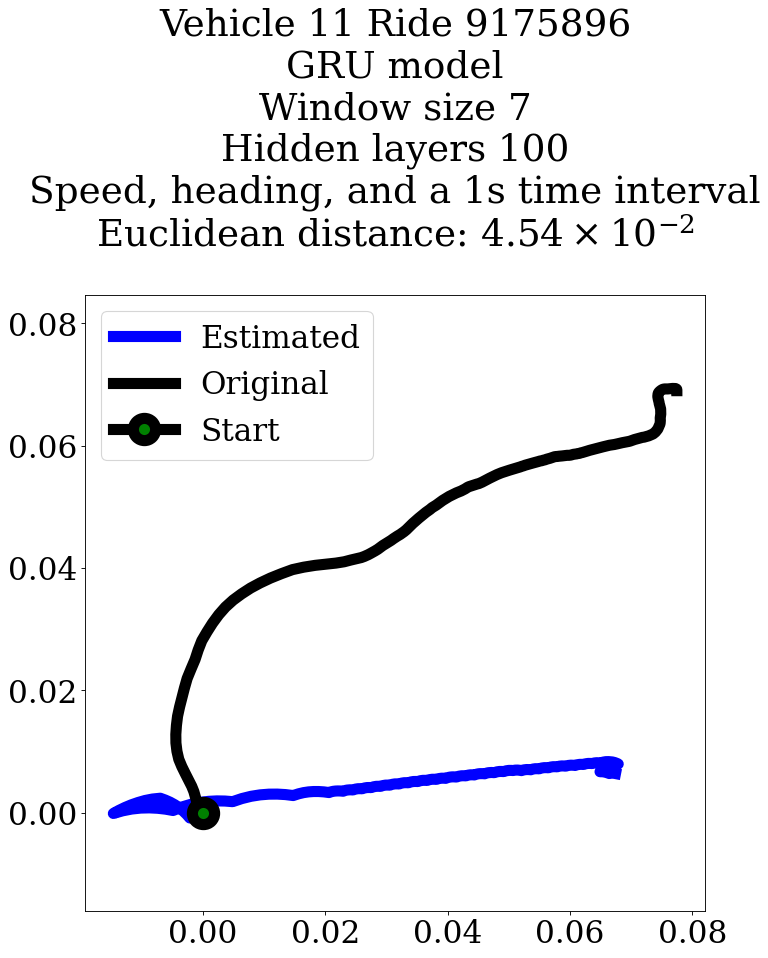 Vehicle 11 Ride 9175896
GRU model
Window size 7
Hidden layers 100
Speed, heading, and a 1s time interval
Euclidean distance: 4.54 × 10⁻²
Estimated
Original
Start
0.08
0.06
0.04
0.02
0.00
0.00 0.02 0.04 0.06 0.08